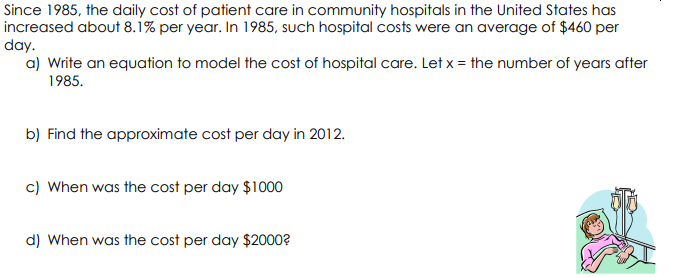 Since 1985, the daily cost of patient care in community hospitals in the United States has
increased about 8.1% per year. In 1985, such hospital costs were an average of $460 per
day.
a) Write an equation to model the cost of hospital care. Let x = the number of years after
1985.
b) Find the approximate cost per day in 2012.
c) When was the cost per day $1000
d) When was the cost per day $2000?